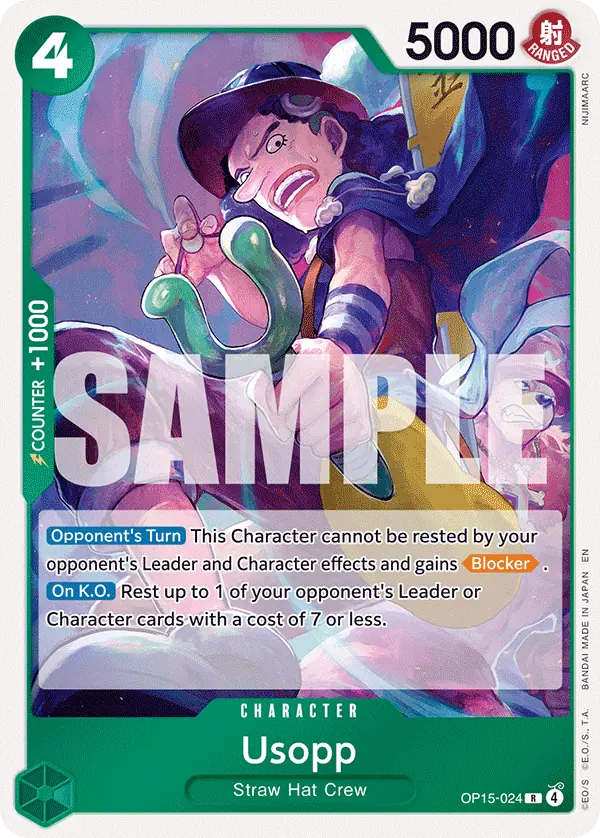 4
5000
射
RANGED
NIJIMAARC
COUNTER +1000
SAMPLE
Opponent's Turn This Character cannot be rested by your
opponent's Leader and Character effects and gains Blocker .
On K.O. Rest up to 1 of your opponent's Leader or
Character cards with a cost of 7 or less.
CHARACTER
Usopp
Straw Hat Crew
OP15-024 R 4
©EO/S ©E.O./S., T.A. BANDAI MADE IN JAPAN EN